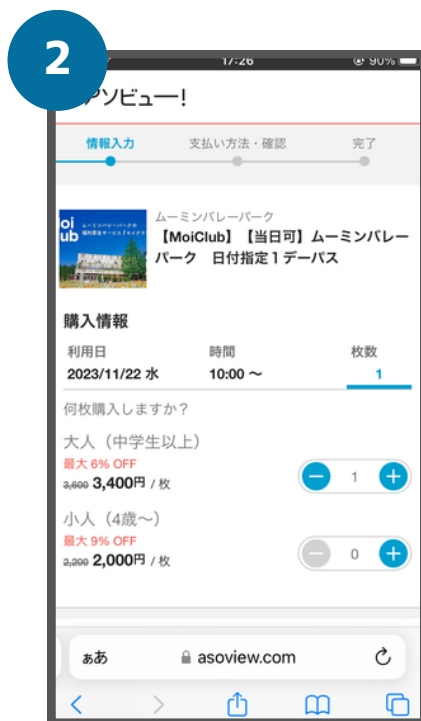 2
17:26
90%
アソビュー!
情報入力
支払い方法・確認
完了
ムーミンバレーパーク
【MoiClub】【当日可】ムーミンバレー
パーク 日付指定1デーパス
購入情報
利用日 時間 枚数
2023/11/22 水 10:00 〜 1
何枚購入しますか?
大人(中学生以上)
最大 6% OFF
3,600 3,400円 / 枚
1
小人(4歳〜)
最大 9% OFF
2,200 2,000円 / 枚
0
ぁあ
asoview.com